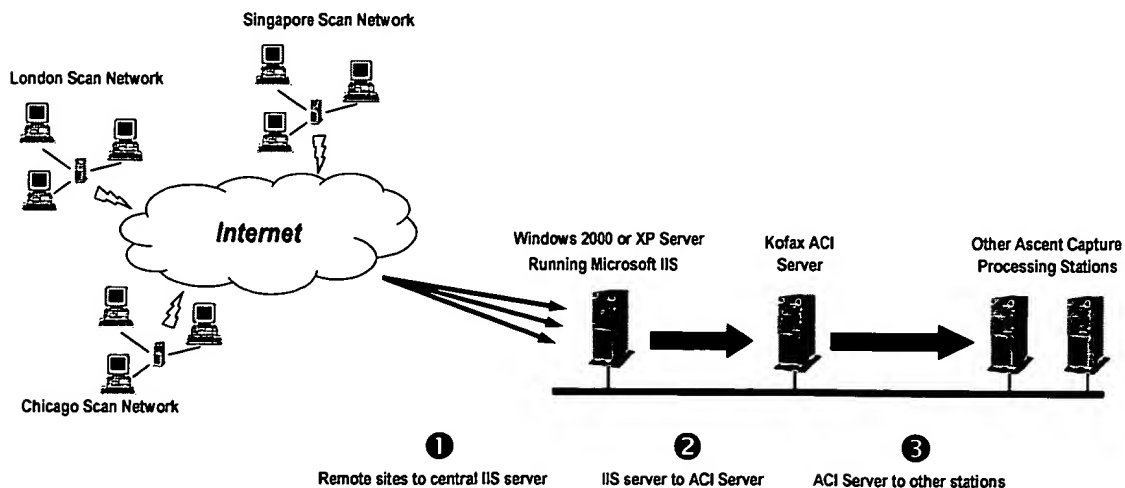 Singapore Scan Network
London Scan Network
Internet
Chicago Scan Network
Windows 2000 or XP Server
Running Microsoft IIS
Kofax ACI
Server
Other Ascent Capture
Processing Stations
1
Remote sites to central IIS server
2
IIS server to ACI Server
3
ACI Server to other stations